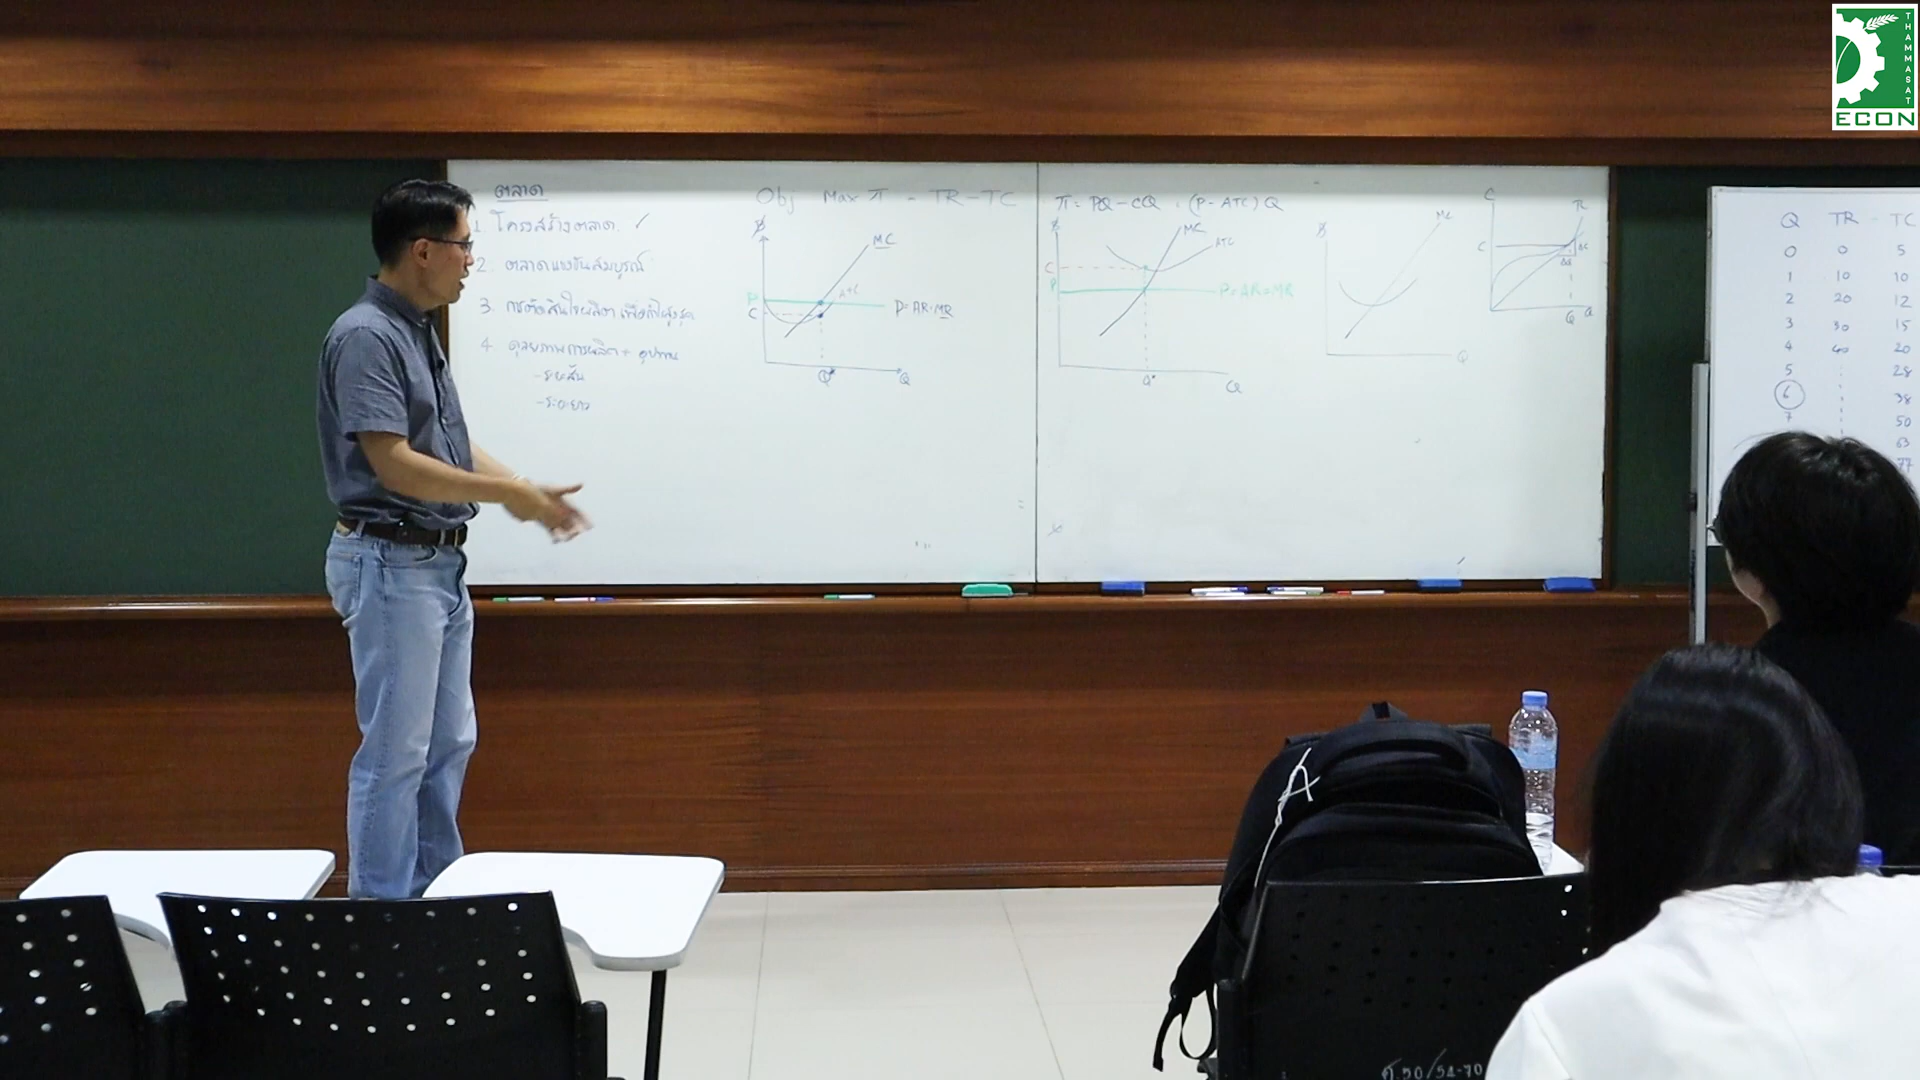 ตลาด
1. โครงสร้างตลาด ✓
2. ตลาดแข่งขันสมบูรณ์
3. การตัดสินใจผลิตเพื่อกำไรสูงสุด
4 ดุลยภาพการผลิต + อุปทาน
- ระยะสั้น
- ระยะยาว
Obj Max π = TR - TC
฿
MC
ATC
P
C
P=AR=MR
Q*
Q
π = PQ - CQ = (P - ATC) Q
฿
MC
ATC
C
P
P=AR=MR
Q*
Q
฿
MC
Q
C
TC
C
ΔC
ΔQ
Q
Q
Q TR - TC
0 0 5
1 10 10
2 20 12
3 30 15
4 40 20
5 28
6 38
7 50
63
77
THAMMASAT
ECON